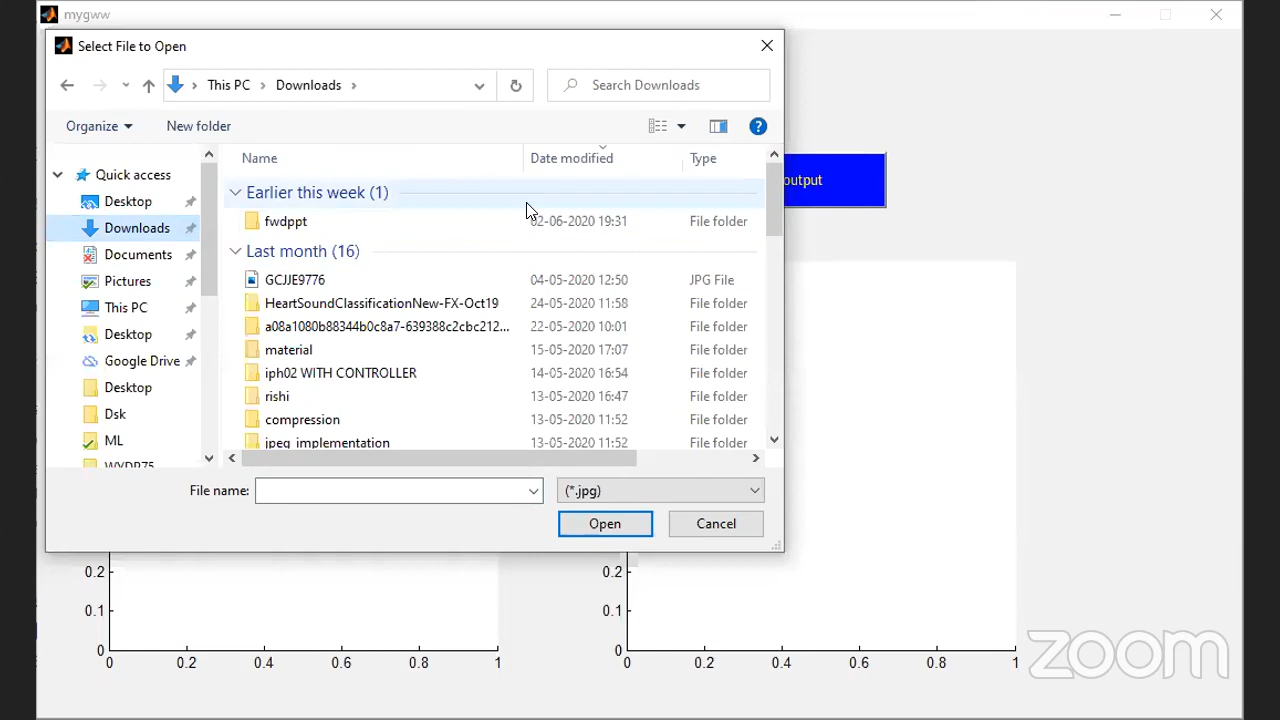 mygww
Select File to Open
This PC
Downloads
Search Downloads
Organize
New folder
Name
Date modified
Type
Quick access
Desktop
Downloads
Documents
Pictures
This PC
Desktop
Google Drive
Desktop
Dsk
ML
WYDP75
Earlier this week (1)
fwdppt 02-06-2020 19:31 File folder
Last month (16)
GCJJE9776 04-05-2020 12:50 JPG File
HeartSoundClassificationNew-FX-Oct19 24-05-2020 11:58 File folder
a08a1080b88344b0c8a7-639388c2cbc212... 22-05-2020 10:01 File folder
material 15-05-2020 17:07 File folder
iph02 WITH CONTROLLER 14-05-2020 16:54 File folder
rishi 13-05-2020 16:47 File folder
compression 13-05-2020 11:52 File folder
jpeg_implementation 13-05-2020 11:52 File folder
File name:
(*.jpg)
Open
Cancel
output
0.2
0.1
0
0 0.2 0.4 0.6 0.8 1
0.2
0.1
0
0 0.2 0.4 0.6 0.8 1
zoom